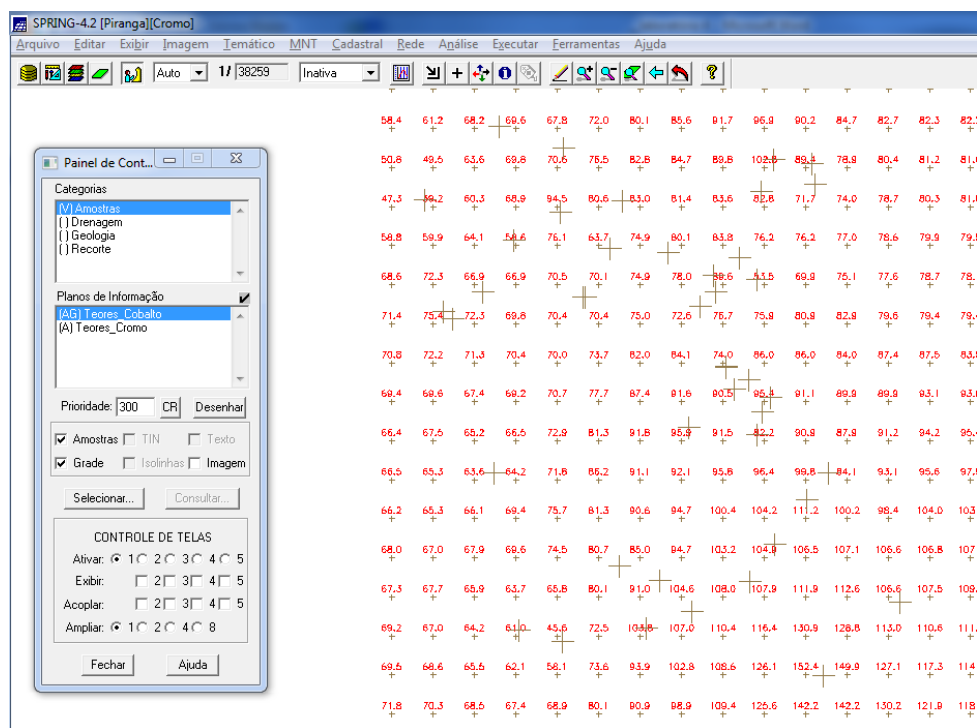 SPRING-4.2 [Piranga][Cromo]
Arquivo Editar Exibir Imagem Temático MNT Cadastral Rede Análise Executar Ferramentas Ajuda
Auto 1/ 38259 Inativa
Painel de Cont...
Categorias
(V) Amostras
( ) Drenagem
( ) Geologia
( ) Recorte
Planos de Informação
(AG) Teores_Cobalto
(A) Teores_Cromo
Prioridade: 300 CR Desenhar
Amostras TIN Texto
Grade Isolinhas Imagem
Selecionar... Consultar...
CONTROLE DE TELAS
Ativar: 1 2 3 4 5
Exibir: 2 3 4 5
Acoplar: 2 3 4 5
Ampliar: 1 2 4 8
Fechar Ajuda
58.4 61.2 68.2 69.6 67.8 72.0 80.1 85.6 91.7 96.9 90.2 84.7 82.7 82.3
50.8 49.5 63.6 69.8 70.6 76.5 82.8 84.7 89.8 102.8 89.4 78.9 80.4 81.2
47.3 60.3 68.9 94.5 80.6 83.0 81.4 83.6 82.8 71.7 74.0 78.7 80.3
58.8 59.9 64.1 76.1 63.7 74.9 80.1 83.8 76.2 76.2 77.0 78.6 79.9
68.6 72.3 66.9 66.9 70.5 70.1 74.9 78.0 69.9 75.1 77.6 78.7
71.4 75.4 72.3 69.8 70.4 70.4 75.0 72.6 75.9 80.9 82.9 79.6 79.4
70.8 72.2 71.3 70.4 70.0 73.7 82.0 84.1 74.0 86.0 86.0 84.0 87.4 87.5
69.4 69.6 67.4 69.2 70.7 77.7 87.4 91.6 90.5 95.4 91.1 89.9 89.9 93.1
66.4 67.5 65.2 66.5 72.9 81.3 91.8 95.9 91.5 82.2 90.9 87.9 91.2 94.2
66.5 65.3 63.6 64.2 71.8 86.2 91.1 92.1 95.8 96.4 99.8 84.1 93.1 95.6
66.2 65.3 66.1 69.4 75.7 81.3 90.6 94.7 100.4 104.2 111.2 100.2 98.4 104.0
68.0 67.0 67.9 69.6 74.5 80.7 85.0 94.7 103.2 104.9 106.5 107.1 106.6 106.8
67.3 67.7 65.9 63.7 65.8 80.1 91.0 104.6 108.0 107.9 111.9 112.6 106.6 107.5
69.2 67.0 64.2 61.0 45.6 72.5 103.8 107.0 110.4 116.4 130.9 128.8 113.0 110.6
69.5 68.6 65.5 62.1 58.1 73.6 93.9 102.8 108.6 126.1 152.4 149.9 127.1 117.3
71.8 70.3 68.5 67.4 68.9 80.1 90.9 98.9 109.4 125.6 142.2 142.2 130.2 121.9